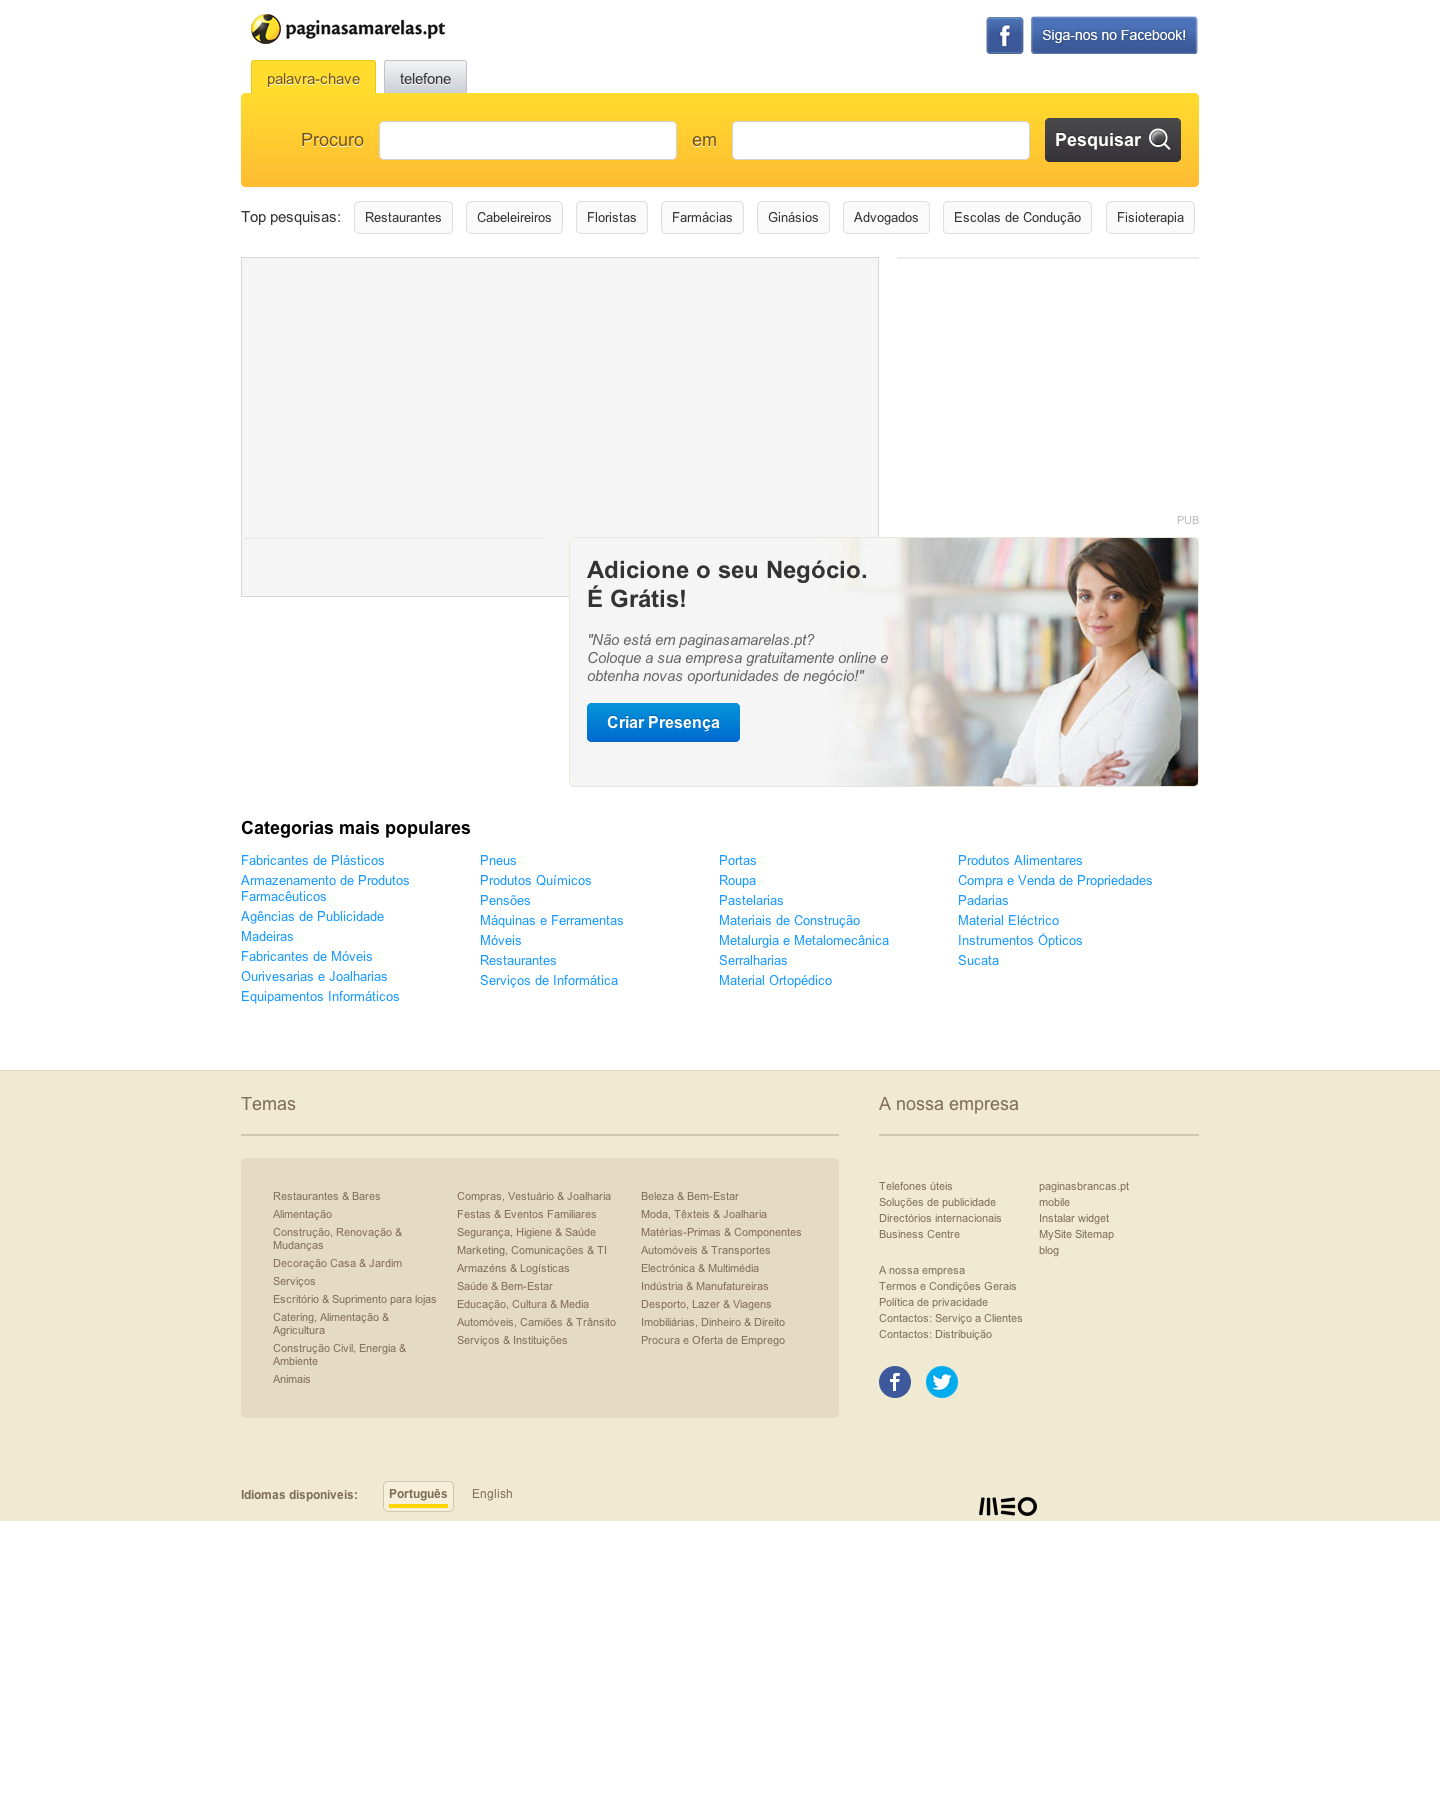 paginasamarelas.pt
f Siga-nos no Facebook!
palavra-chave telefone
Procuro em Pesquisar
Top pesquisas: Restaurantes Cabeleireiros Floristas Farmácias Ginásios Advogados Escolas de Condução Fisioterapia
PUB
Adicione o seu Negócio.
É Grátis!
"Não está em paginasamarelas.pt?
Coloque a sua empresa gratuitamente online e
obtenha novas oportunidades de negócio!"
Criar Presença
Categorias mais populares
Fabricantes de Plásticos
Armazenamento de Produtos
Farmacêuticos
Agências de Publicidade
Madeiras
Fabricantes de Móveis
Ourivesarias e Joalharias
Equipamentos Informáticos
Pneus
Produtos Químicos
Pensões
Máquinas e Ferramentas
Móveis
Restaurantes
Serviços de Informática
Portas
Roupa
Pastelarias
Materiais de Construção
Metalurgia e Metalomecânica
Serralharias
Material Ortopédico
Produtos Alimentares
Compra e Venda de Propriedades
Padarias
Material Eléctrico
Instrumentos Ópticos
Sucata
Temas
Restaurantes & Bares
Alimentação
Construção, Renovação &
Mudanças
Decoração Casa & Jardim
Serviços
Escritório & Suprimento para lojas
Catering, Alimentação &
Agricultura
Construção Civil, Energia &
Ambiente
Animais
Compras, Vestuário & Joalharia
Festas & Eventos Familiares
Segurança, Higiene & Saúde
Marketing, Comunicações & TI
Armazéns & Logísticas
Saúde & Bem-Estar
Educação, Cultura & Media
Automóveis, Camiões & Trânsito
Serviços & Instituições
Beleza & Bem-Estar
Moda, Têxteis & Joalharia
Matérias-Primas & Componentes
Automóveis & Transportes
Electrónica & Multimédia
Indústria & Manufatureiras
Desporto, Lazer & Viagens
Imobiliárias, Dinheiro & Direito
Procura e Oferta de Emprego
A nossa empresa
Telefones úteis
Soluções de publicidade
Directórios internacionais
Business Centre
paginasbrancas.pt
mobile
Instalar widget
MySite Sitemap
blog
A nossa empresa
Termos e Condições Gerais
Política de privacidade
Contactos: Serviço a Clientes
Contactos: Distribuição
Idiomas disponíveis: Português English
MEO